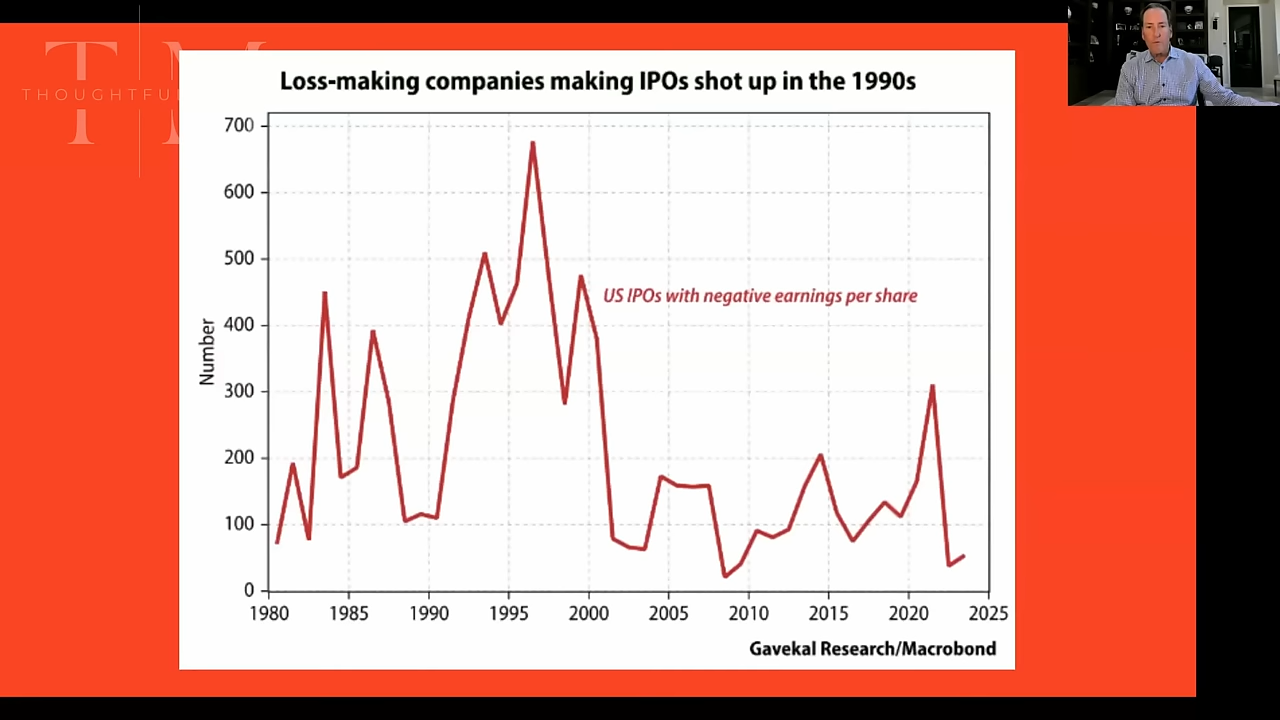 T M
THOUGHTFU
Loss-making companies making IPOs shot up in the 1990s
700
600
500
400
300
200
100
0
Number
US IPOs with negative earnings per share
1980 1985 1990 1995 2000 2005 2010 2015 2020 2025
Gavekal Research/Macrobond